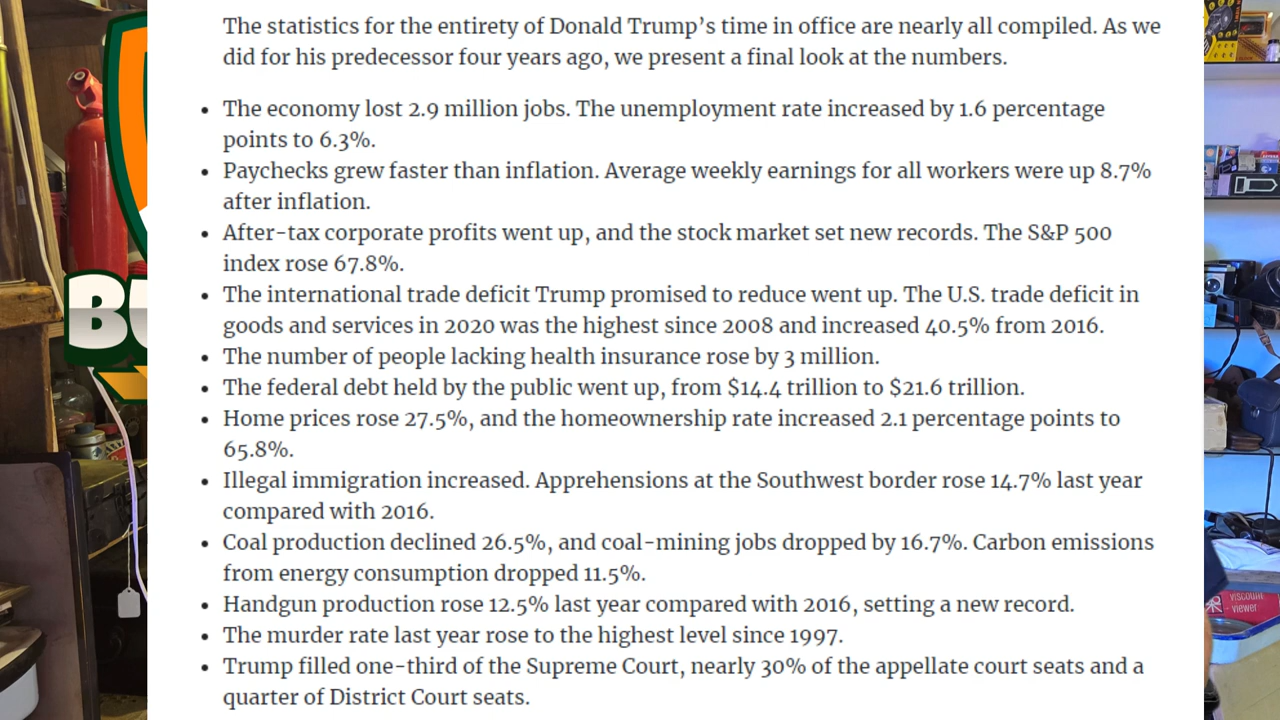 The statistics for the entirety of Donald Trump’s time in office are nearly all compiled. As we
did for his predecessor four years ago, we present a final look at the numbers.
• The economy lost 2.9 million jobs. The unemployment rate increased by 1.6 percentage
points to 6.3%.
• Paychecks grew faster than inflation. Average weekly earnings for all workers were up 8.7%
after inflation.
• After-tax corporate profits went up, and the stock market set new records. The S&P 500
index rose 67.8%.
• The international trade deficit Trump promised to reduce went up. The U.S. trade deficit in
goods and services in 2020 was the highest since 2008 and increased 40.5% from 2016.
• The number of people lacking health insurance rose by 3 million.
• The federal debt held by the public went up, from $14.4 trillion to $21.6 trillion.
• Home prices rose 27.5%, and the homeownership rate increased 2.1 percentage points to
65.8%.
• Illegal immigration increased. Apprehensions at the Southwest border rose 14.7% last year
compared with 2016.
• Coal production declined 26.5%, and coal-mining jobs dropped by 16.7%. Carbon emissions
from energy consumption dropped 11.5%.
• Handgun production rose 12.5% last year compared with 2016, setting a new record.
• The murder rate last year rose to the highest level since 1997.
• Trump filled one-third of the Supreme Court, nearly 30% of the appellate court seats and a
quarter of District Court seats.
BU
viscount
- viewer